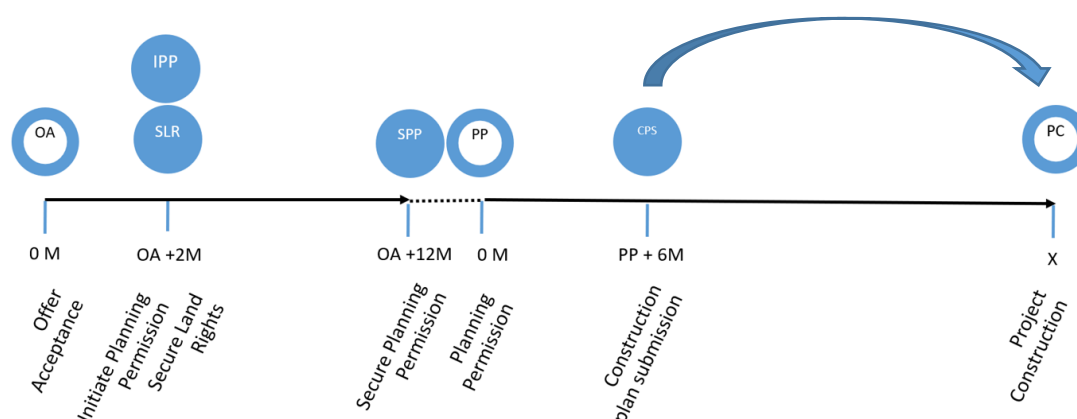 IPP
OA
SLR
SPP
PP
CPS
PC
0 M
OA +2M
OA +12M
0 M
PP + 6M
X
Offer
Acceptance
Initiate Planning
Permission
Secure Land
Rights
Secure Planning
Permission
Planning
Permission
Construction
plan submission
Project
Construction